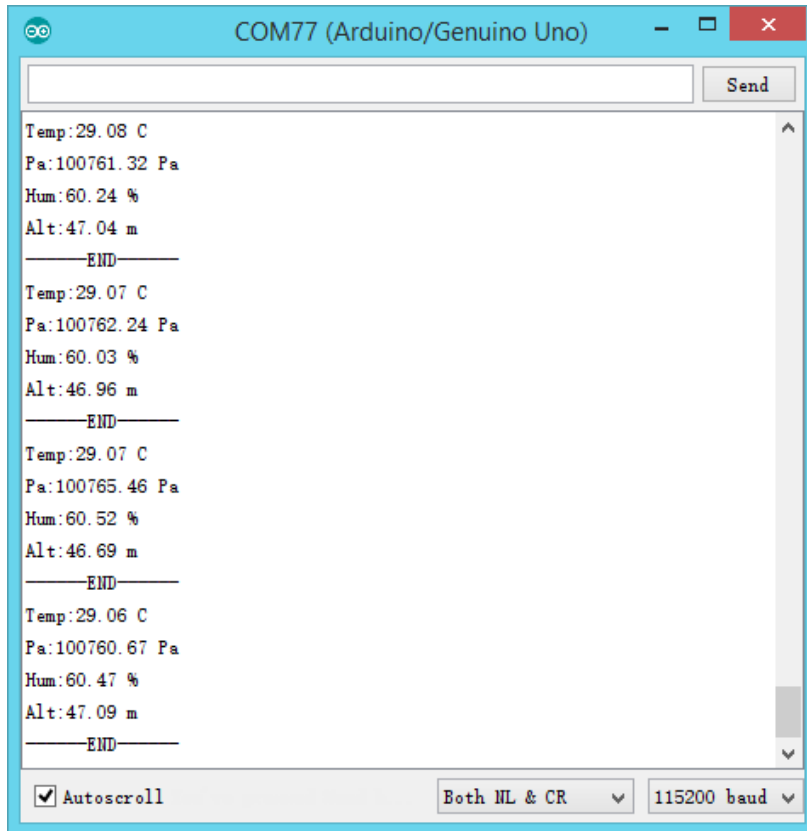 COM77 (Arduino/Genuino Uno)
Send
Temp:29.08 C
Pa:100761.32 Pa
Hum:60.24 %
Alt:47.04 m
------END------
Temp:29.07 C
Pa:100762.24 Pa
Hum:60.03 %
Alt:46.96 m
------END------
Temp:29.07 C
Pa:100765.46 Pa
Hum:60.52 %
Alt:46.69 m
------END------
Temp:29.06 C
Pa:100760.67 Pa
Hum:60.47 %
Alt:47.09 m
------END------
Autoscroll Both NL & CR 115200 baud